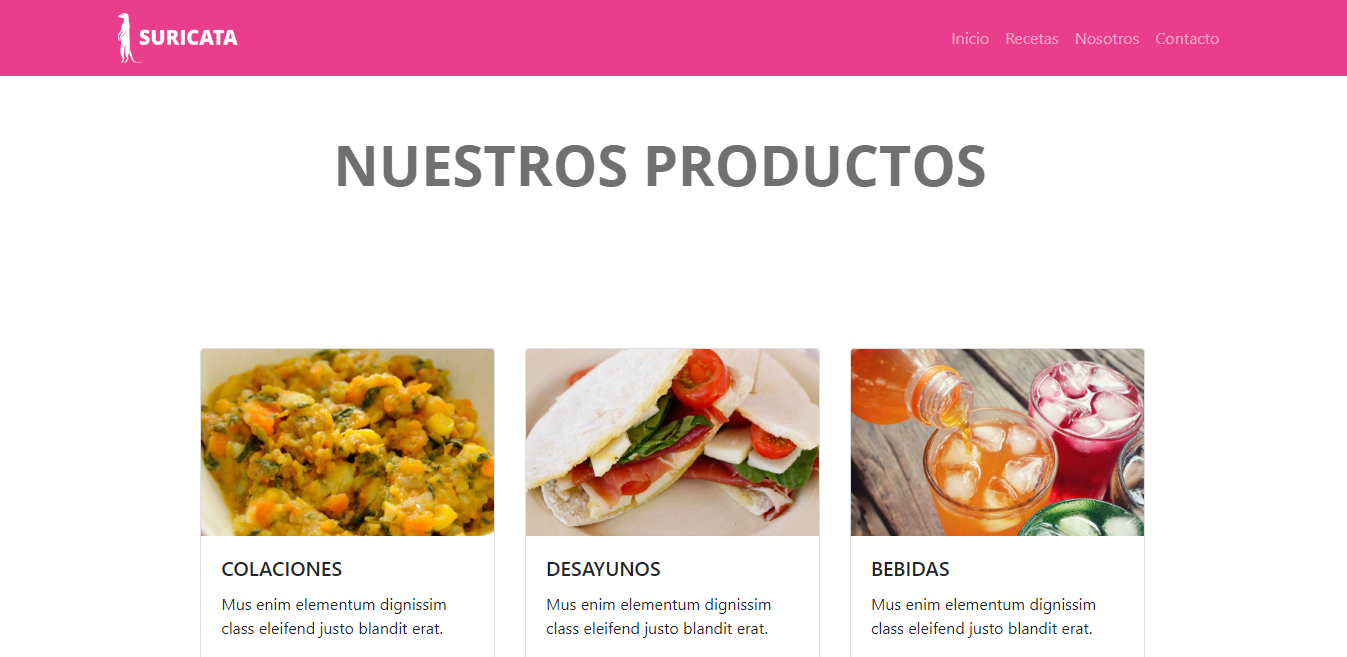 SURICATA
Inicio Recetas Nosotros Contacto
NUESTROS PRODUCTOS
COLACIONES
Mus enim elementum dignissim
class eleifend justo blandit erat.
DESAYUNOS
Mus enim elementum dignissim
class eleifend justo blandit erat.
BEBIDAS
Mus enim elementum dignissim
class eleifend justo blandit erat.